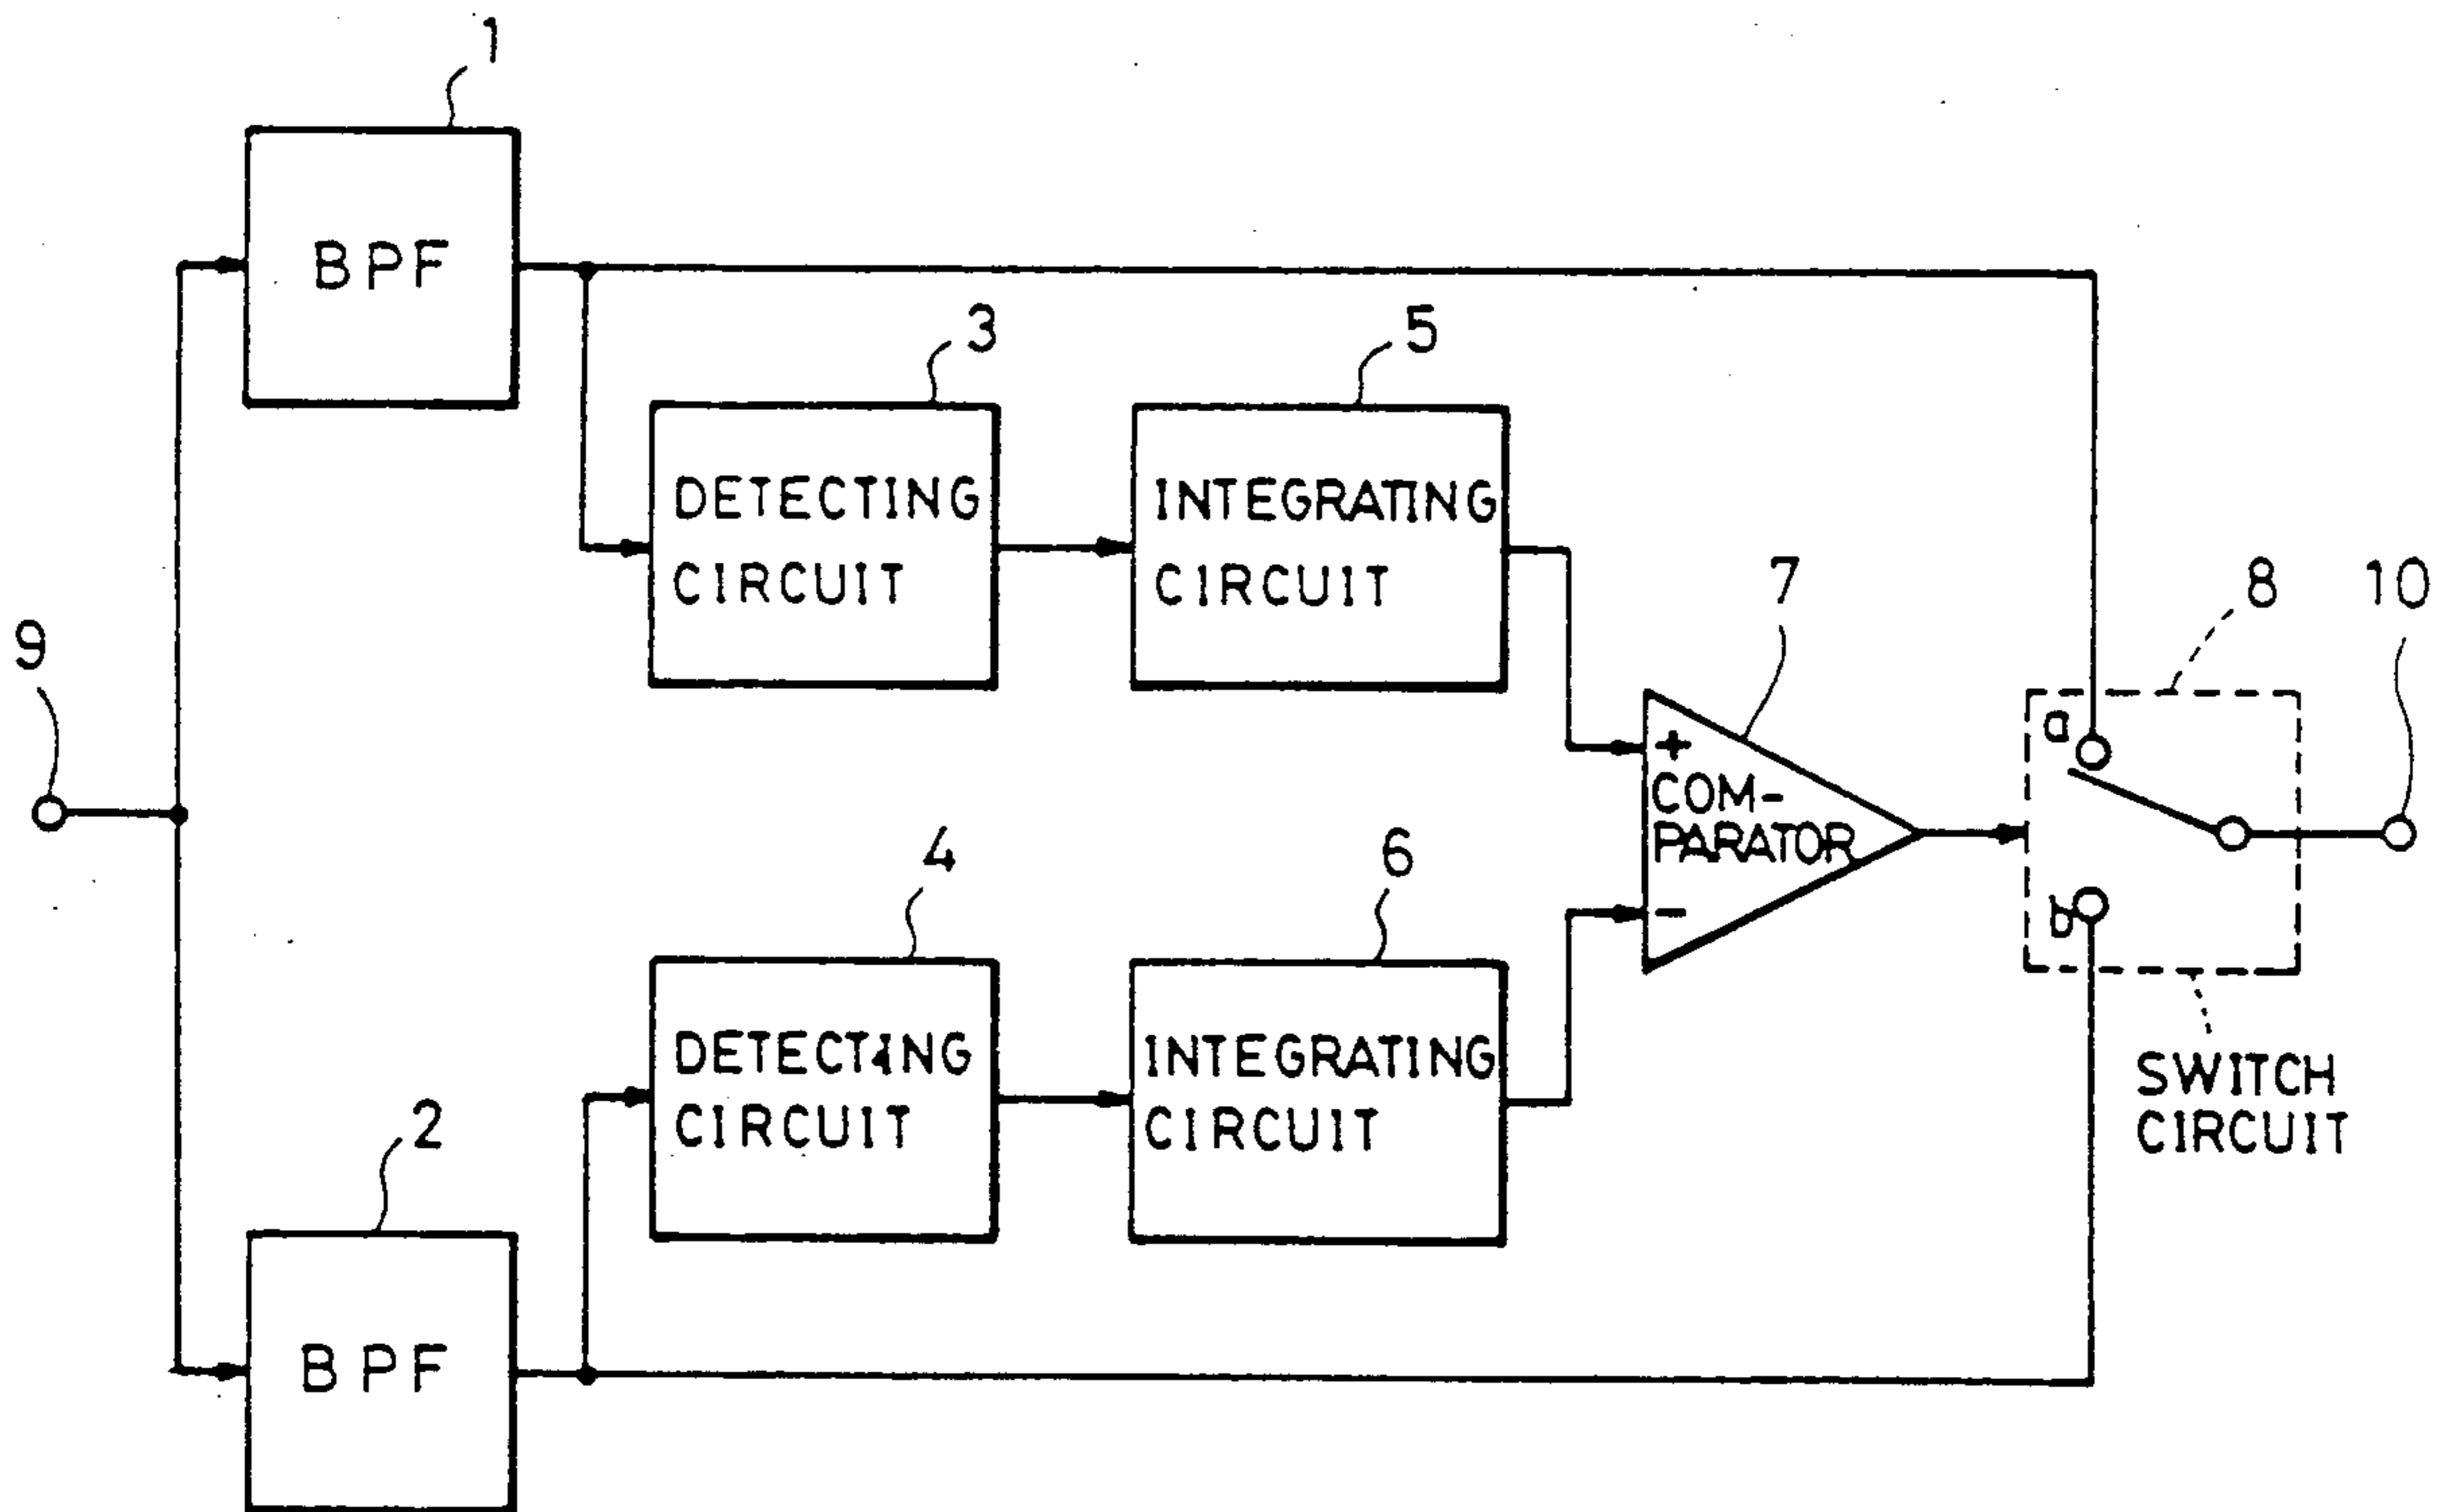 1
BPF
3
5
DETECTING
CIRCUIT
INTEGRATING
CIRCUIT
7
8
10
9
a
+
COM-
PARATOR
-
b
4
6
DETECTING
CIRCUIT
INTEGRATING
CIRCUIT
SWITCH
CIRCUIT
2
BPF